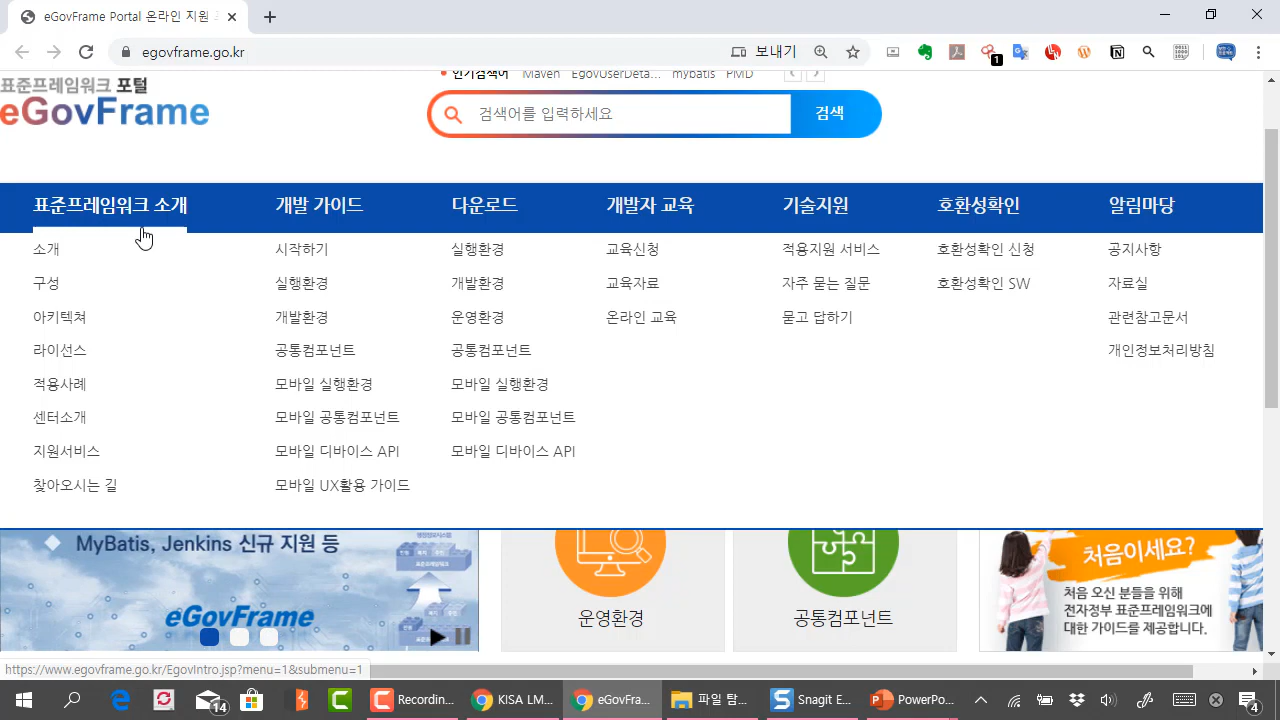 eGovFrame Portal 온라인 지원
egovframe.go.kr
보내기
1
인기검색어 Maven EgovUserDeta... mybatis PMD
표준프레임워크 포털
eGovFrame
검색어를 입력하세요
검색
표준프레임워크 소개 개발 가이드 다운로드 개발자 교육 기술지원 호환성확인 알림마당
소개 시작하기 실행환경 교육신청 적용지원 서비스 호환성확인 신청 공지사항
구성 실행환경 개발환경 교육자료 자주 묻는 질문 호환성확인 SW 자료실
아키텍쳐 개발환경 운영환경 온라인 교육 묻고 답하기 관련참고문서
라이선스 공통컴포넌트 공통컴포넌트 개인정보처리방침
적용사례 모바일 실행환경 모바일 실행환경
센터소개 모바일 공통컴포넌트 모바일 공통컴포넌트
지원서비스 모바일 디바이스 API 모바일 디바이스 API
찾아오시는 길 모바일 UX활용 가이드
MyBatis, Jenkins 신규 지원 등
eGovFrame
운영환경
공통컴포넌트
처음이세요?
처음 오신 분들을 위해
전자정부 표준프레임워크에
대한 가이드를 제공합니다.
https://www.egovframe.go.kr/EgovIntro.jsp?menu=1&submenu=1
14 Recordin... KISA LM... eGovFra... 파일 탐... Snagit E... PowerPo... 4